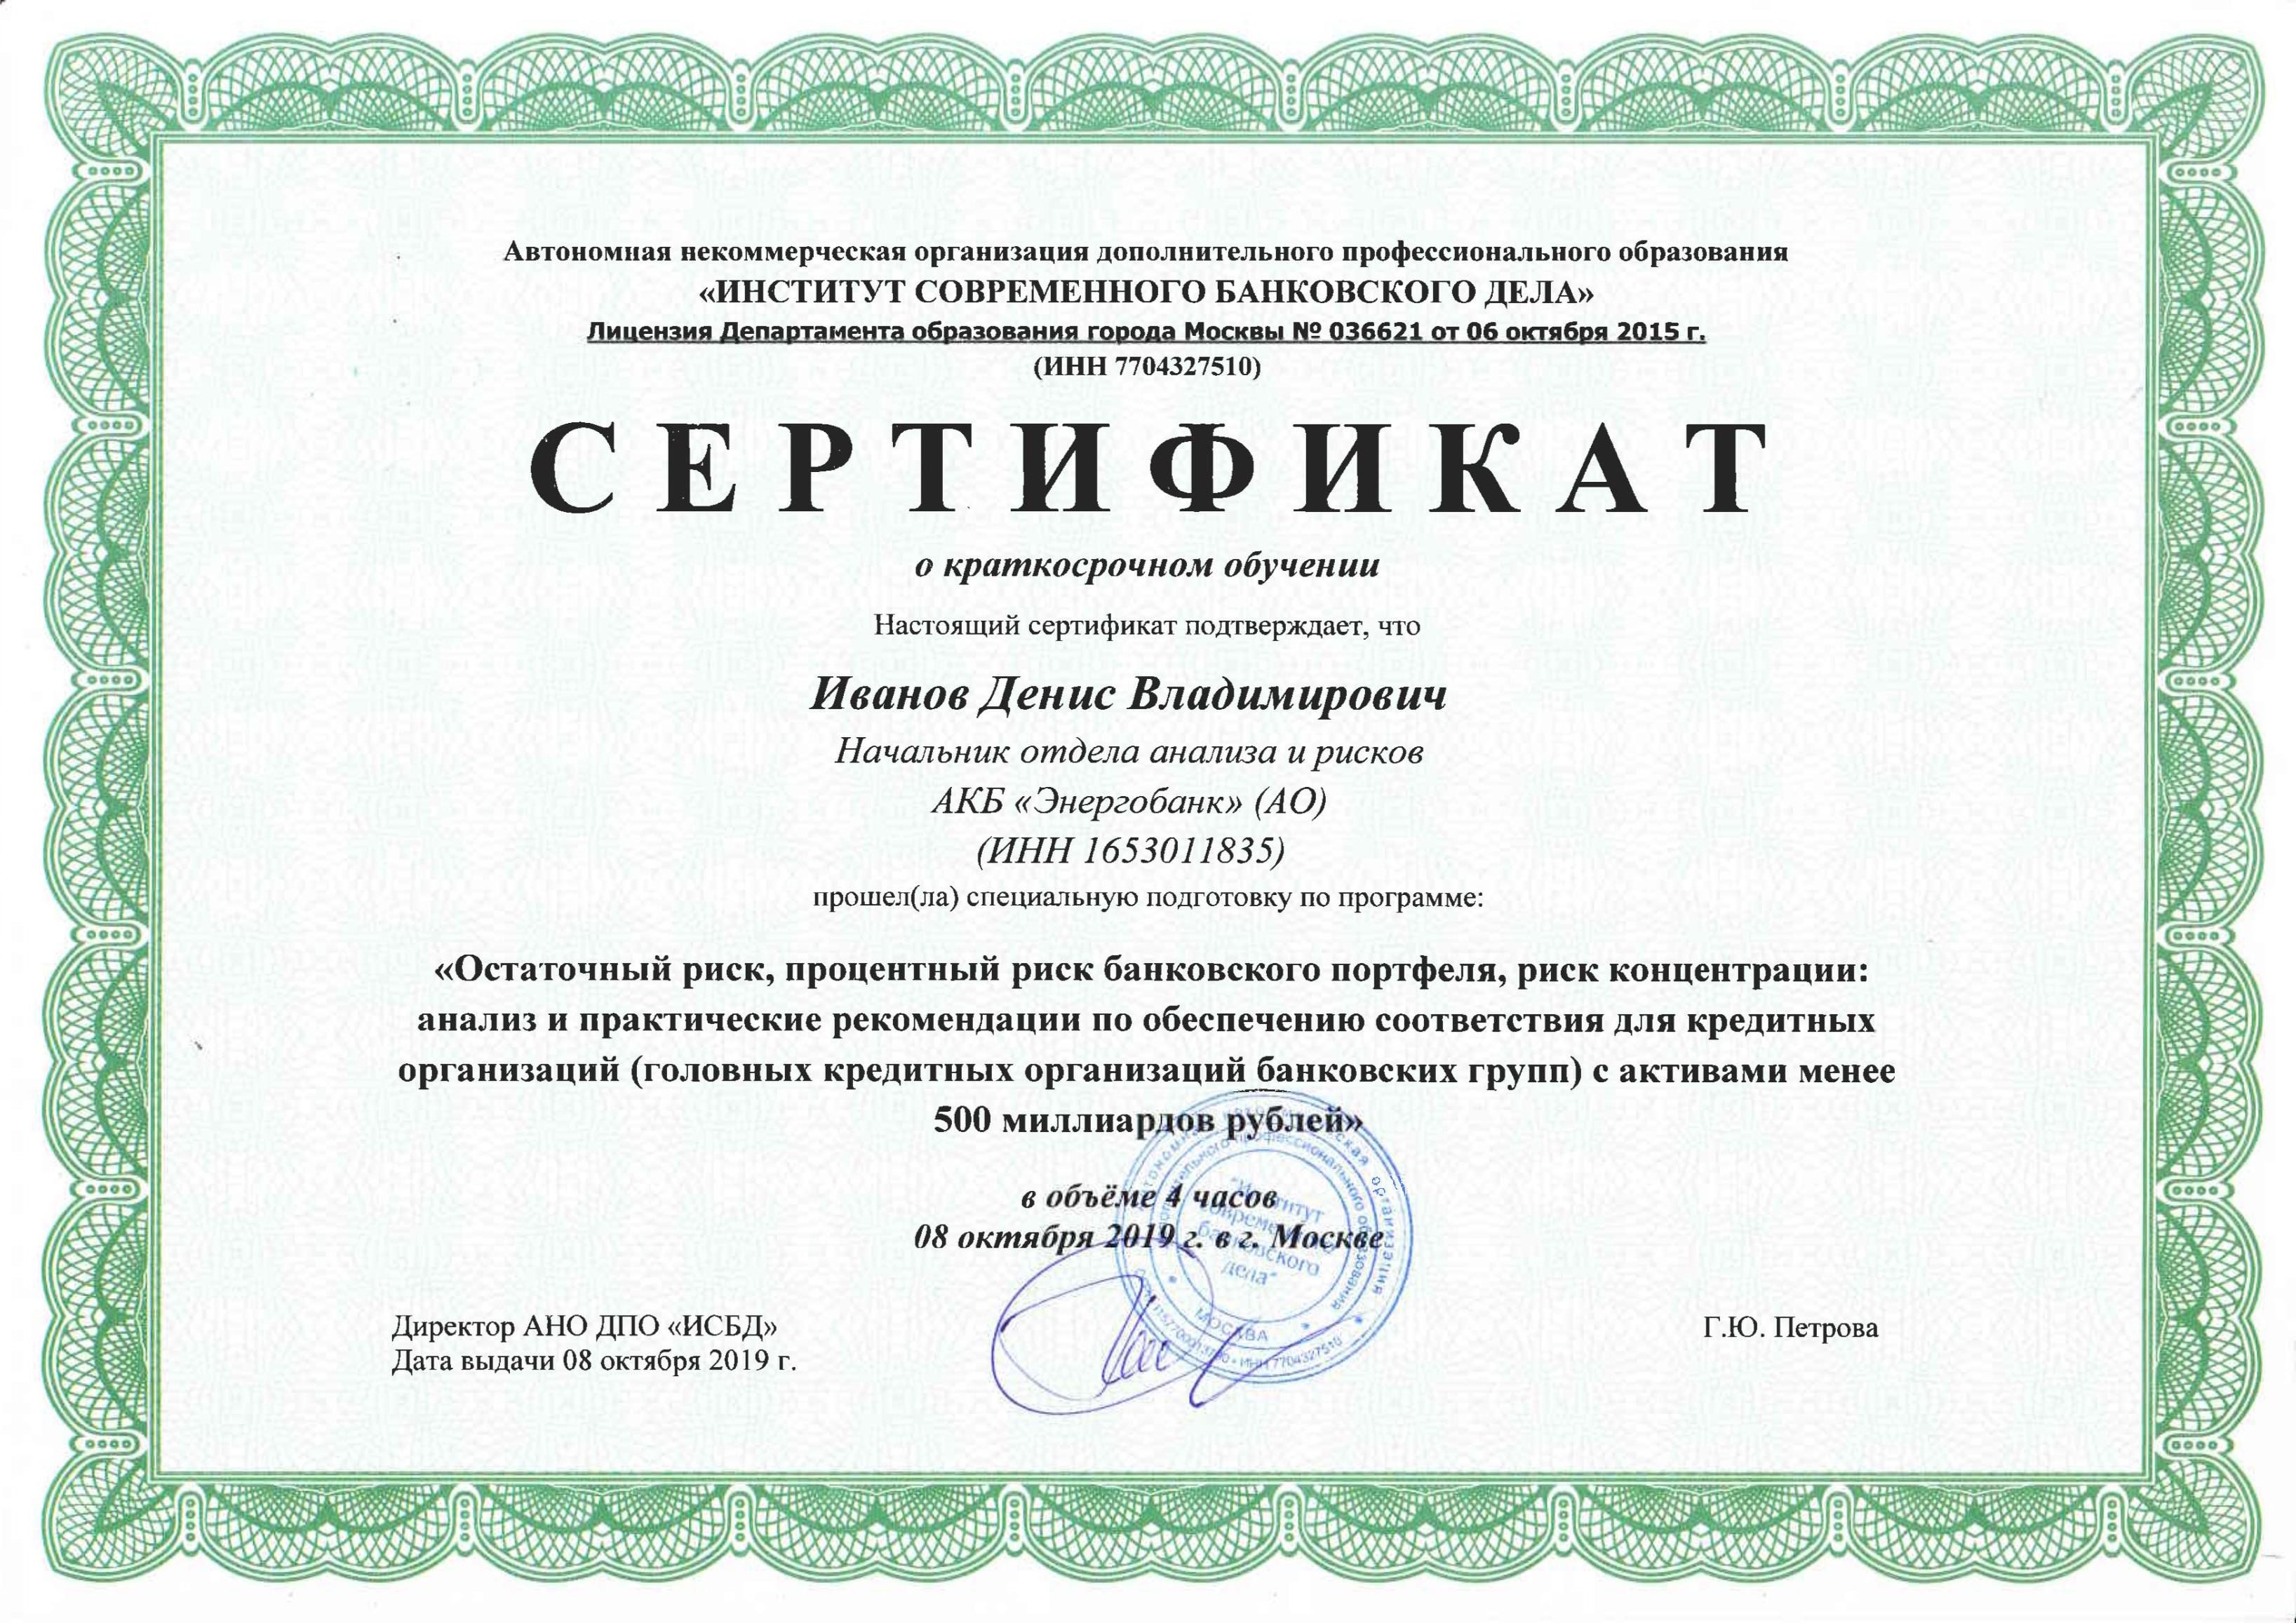 Автономная некоммерческая организация дополнительного профессионального образования
«ИНСТИТУТ СОВРЕМЕННОГО БАНКОВСКОГО ДЕЛА»
Лицензия Департамента образования города Москвы № 036621 от 06 октября 2015 г.
(ИНН 7704327510)
СЕРТИФИКАТ
о краткосрочном обучении
Настоящий сертификат подтверждает, что
Иванов Денис Владимирович
Начальник отдела анализа и рисков
АКБ «Энергобанк» (АО)
(ИНН 1653011835)
прошел(ла) специальную подготовку по программе:
«Остаточный риск, процентный риск банковского портфеля, риск концентрации:
анализ и практические рекомендации по обеспечению соответствия для кредитных
организаций (головных кредитных организаций банковских групп) с активами менее
500 миллиардов рублей»
в объёме 4 часов
08 октября 2019 г. в г. Москве
"Институт
современного
банковского
дела"
профессионального образования
организация
МОСКВА
ИНН 7704327510
Директор АНО ДПО «ИСБД»
Г.Ю. Петрова
Дата выдачи 08 октября 2019 г.